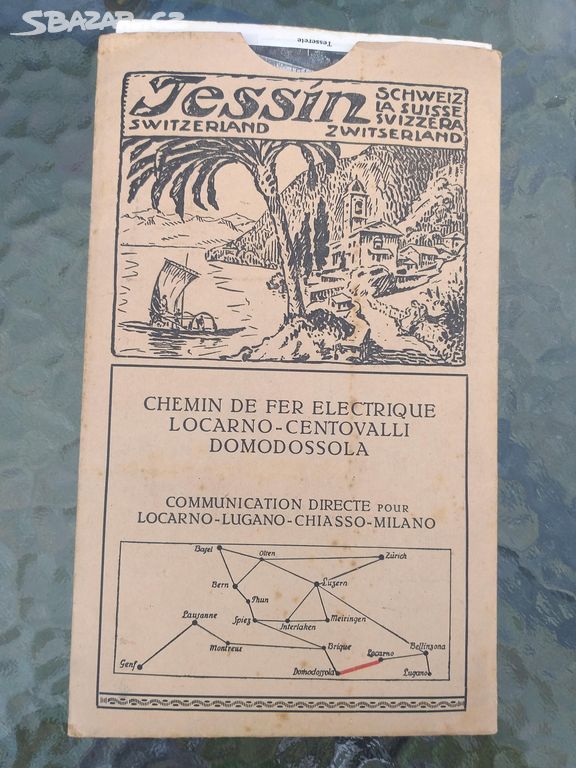 SBAZAR.CZ
Tesserete
Tessin
SCHWEIZ
LA SUISSE
SVIZZERA
SWITZERLAND
ZWITSERLAND
CHEMIN DE FER ELECTRIQUE
LOCARNO-CENTOVALLI
DOMODOSSOLA
COMMUNICATION DIRECTE POUR
LOCARNO-LUGANO-CHIASSO-MILANO
Basel
Olten
Zürich
Bern
Luzern
Thun
Lausanne
Spiez
Interlaken
Meiringen
Montreux
Brigue
Locarno
Bellinzona
Genf
Domodossola
Lugano